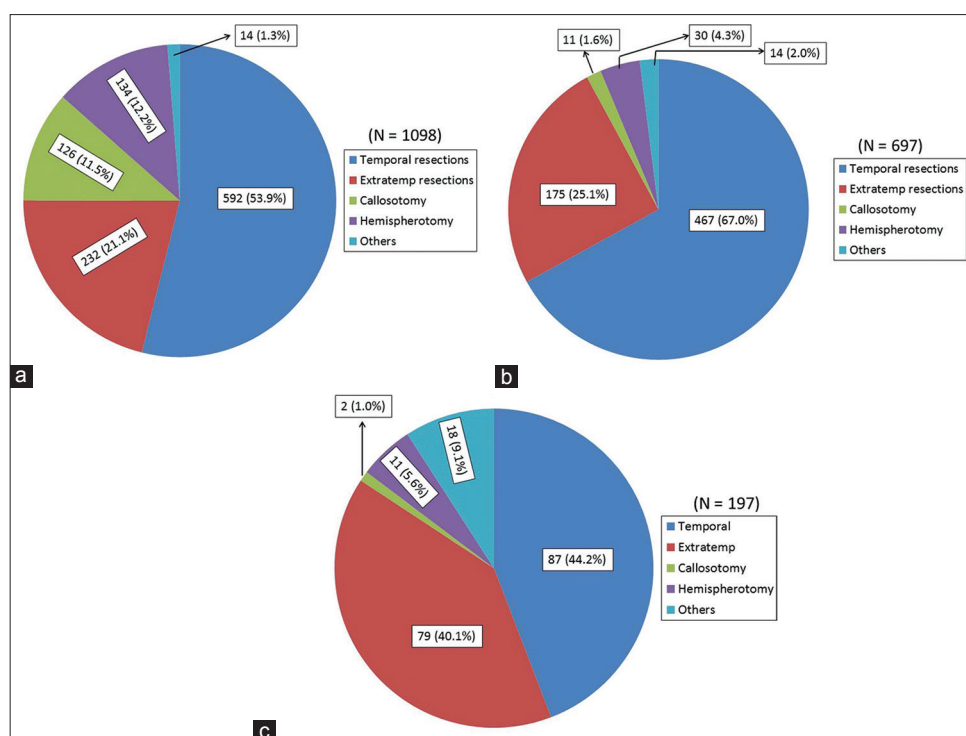 14 (1.3%)
134 (12.2%)
126 (11.5%)
232 (21.1%)
592 (53.9%)
(N = 1098)
Temporal resections
Extratemp resections
Callosotomy
Hemispherotomy
Others
a
11 (1.6%)
30 (4.3%)
14 (2.0%)
175 (25.1%)
467 (67.0%)
(N = 697)
Temporal resections
Extratemp resections
Callosotomy
Hemispherotomy
Others
b
2 (1.0%)
11 (5.6%)
18 (9.1%)
87 (44.2%)
79 (40.1%)
(N = 197)
Temporal
Extratemp
Callosotomy
Hemispherotomy
Others
c